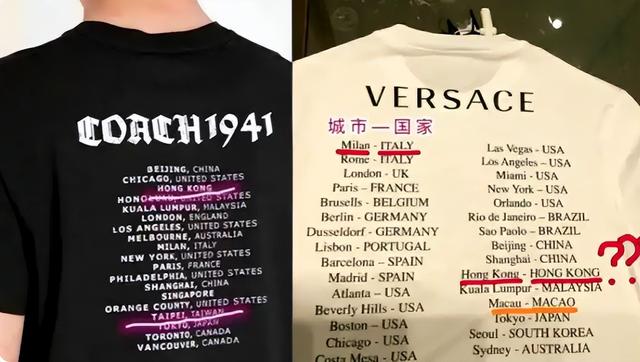 COACH1941
BEIJING, CHINA
CHICAGO, UNITED STATES
HONG KONG
HONOLULU, UNITED STATES
KUALA LUMPUR, MALAYSIA
LONDON, ENGLAND
LOS ANGELES, UNITED STATES
MELBOURNE, AUSTRALIA
MILAN, ITALY
NEW YORK, UNITED STATES
PARIS, FRANCE
PHILADELPHIA, UNITED STATES
SHANGHAI, CHINA
SINGAPORE
ORANGE COUNTY, UNITED STATES
TAIPEI, TAIWAN
TOKYO, JAPAN
TORONTO, CANADA
VANCOUVER, CANADA
VERSACE
城市—国家
Milan - ITALY
Rome - ITALY
London - UK
Paris – FRANCE
Brusells - BELGIUM
Berlin - GERMANY
Dusseldorf - GERMANY
Lisbon - PORTUGAL
Barcelona – SPAIN
Madrid - SPAIN
Atlanta – USA
Beverly Hills - USA
Boston – USA
Chicago - USA
Costa Mesa - USA
Las Vegas - USA
Los Angeles – USA
Miami - USA
New York – USA
Orlando - USA
Rio de Janeiro – BRAZIL
Sao Paolo – BRAZIL
Beijing - CHINA
Shanghai - CHINA
Hong Kong - HONG KONG
??
Kuala Lumpur - MALAYSIA
Macau - MACAO
Tokyo - JAPAN
Seoul - SOUTH KOREA
Sydney - AUSTRALIA